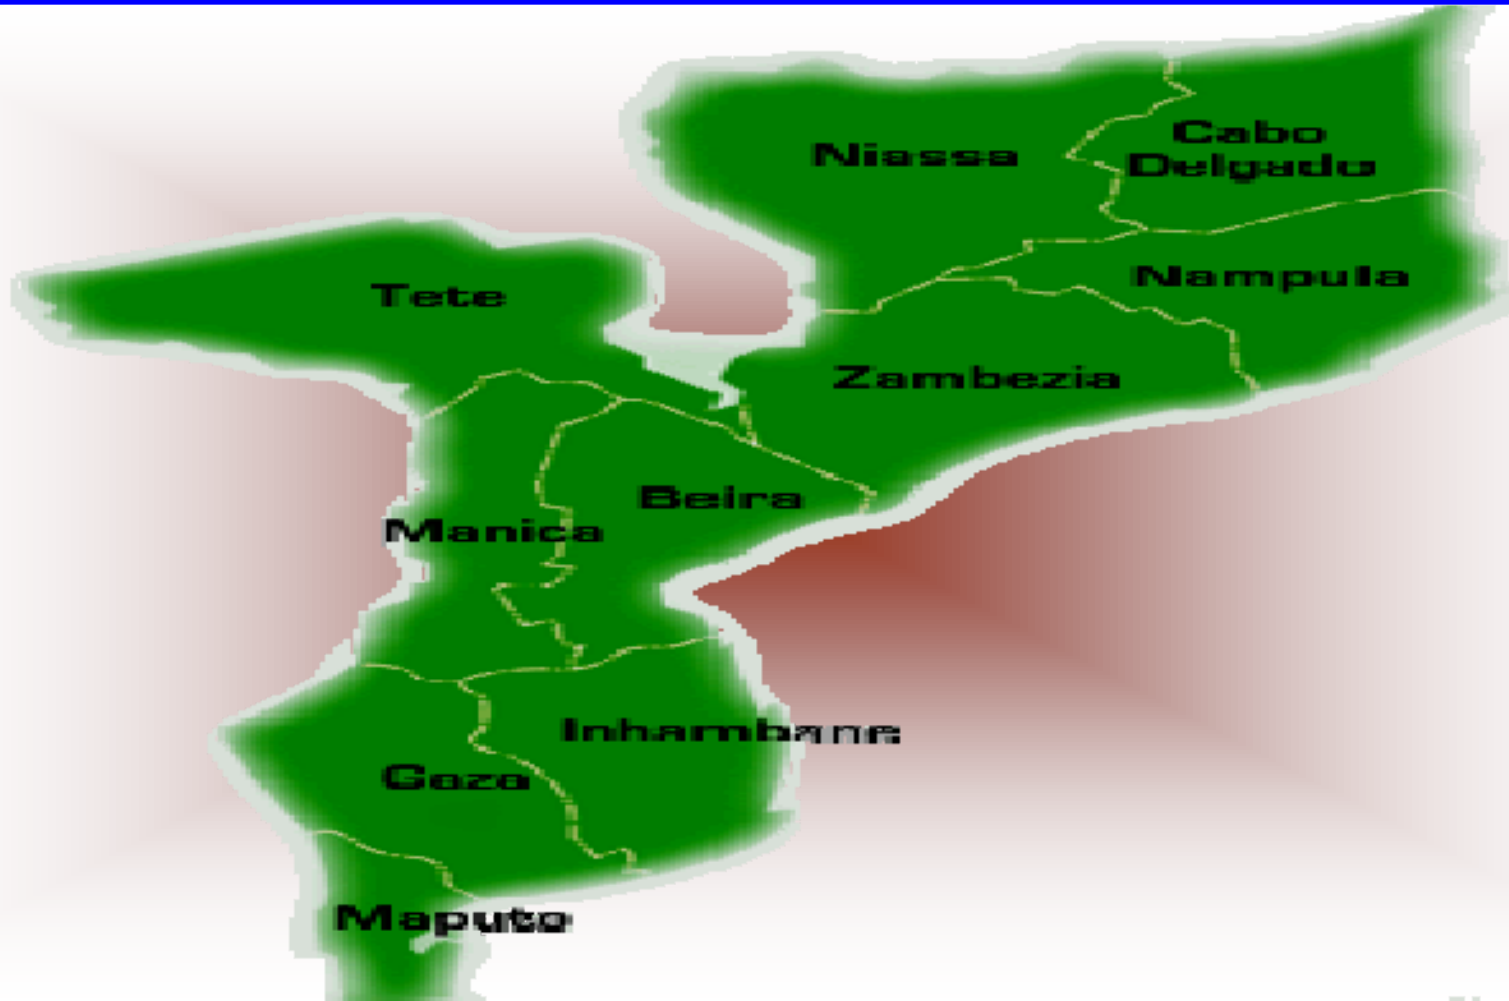 Niassa
Cabo
Delgado
Nampula
Tete
Zambezia
Beira
Manica
Inhambane
Gaza
Maputo